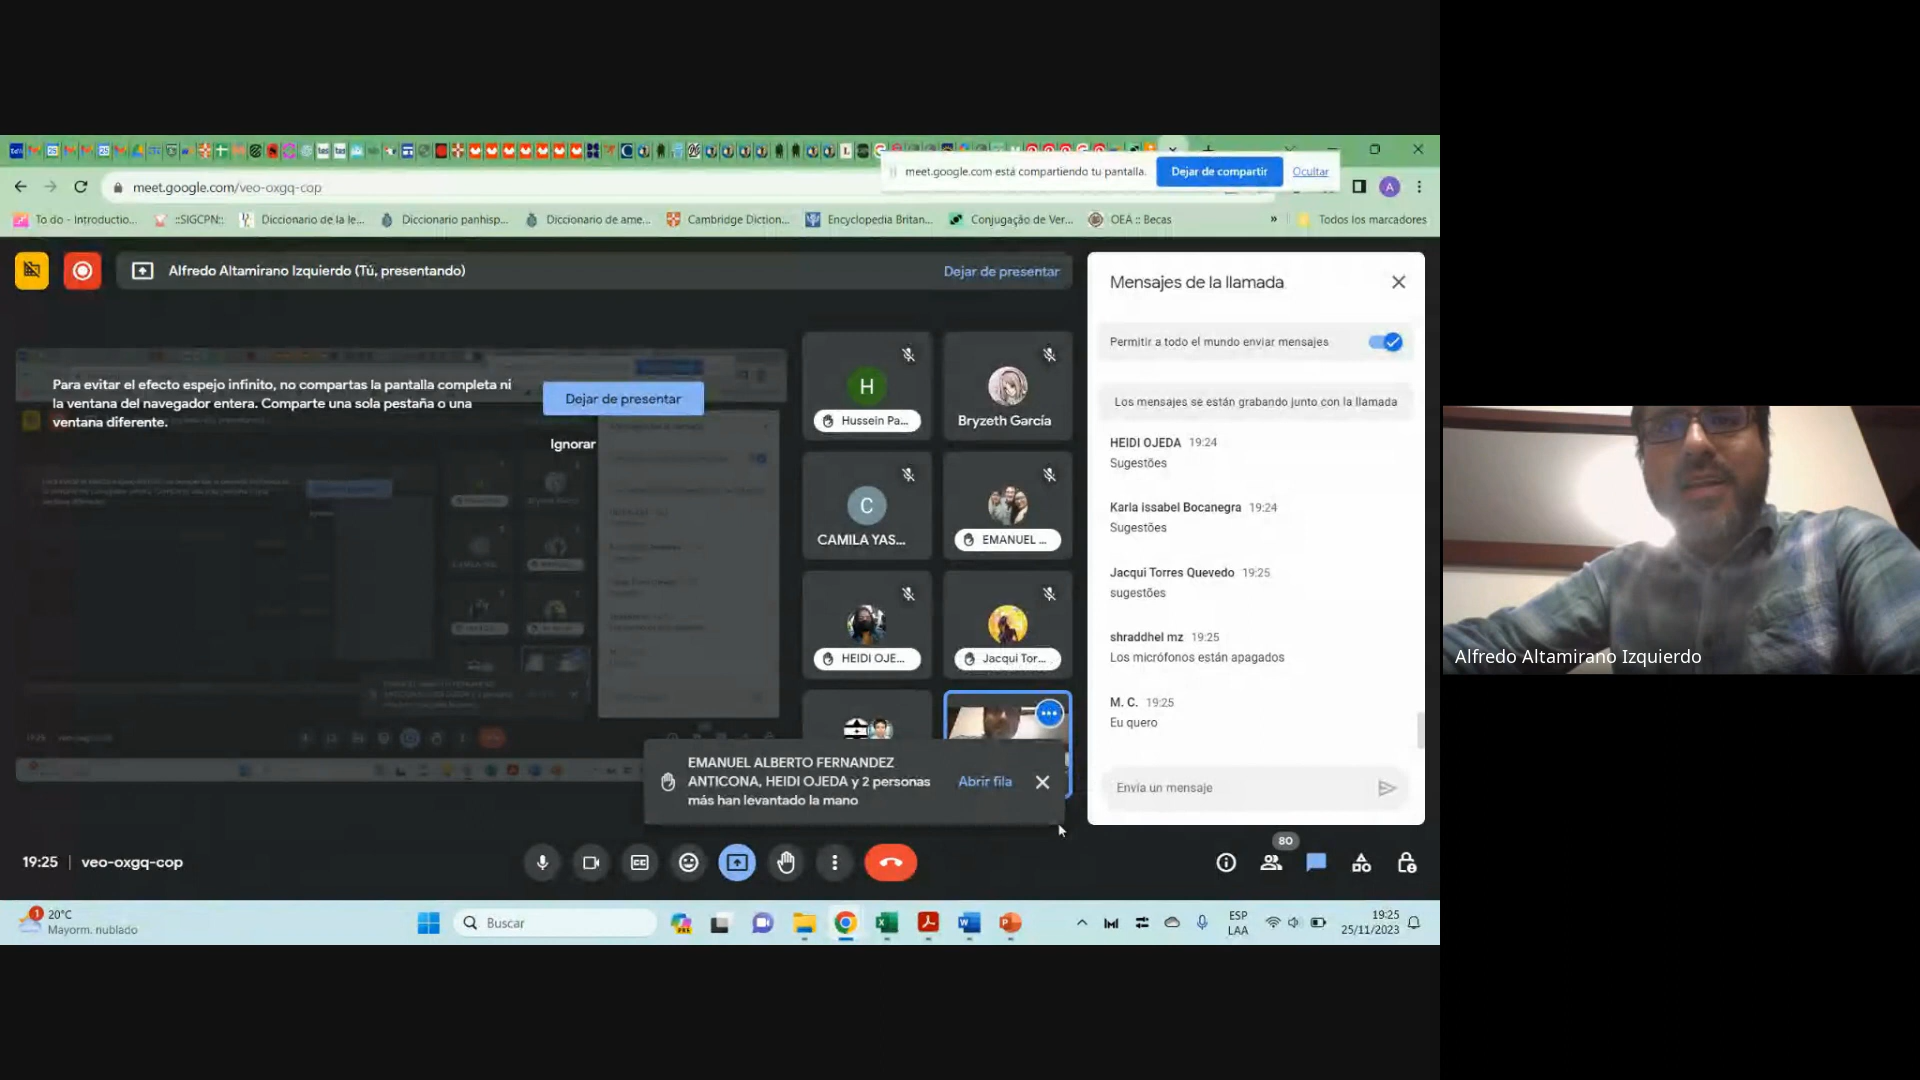 meet.google.com está compartiendo tu pantalla.
Dejar de compartir
Ocultar
meet.google.com/veo-oxgq-cop
To do - Introductio...
::SIGCPN::
Diccionario de la le...
Diccionario panhisp...
Diccionario de ame...
Cambridge Diction...
Encyclopedia Britan...
Conjugação de Ver...
OEA :: Becas
»
Todos los marcadores
Alfredo Altamirano Izquierdo (Tú, presentando)
Dejar de presentar
Para evitar el efecto espejo infinito, no compartas la pantalla completa ni
la ventana del navegador entera. Comparte una sola pestaña o una
ventana diferente.
Dejar de presentar
Ignorar
H
Hussein Pa...
Bryzeth García
C
CAMILA YAS...
EMANUEL ...
HEIDI OJE...
Jacqui Tor...
EMANUEL ALBERTO FERNANDEZ
ANTICONA, HEIDI OJEDA y 2 personas
más han levantado la mano
Abrir fila
Mensajes de la llamada
Permitir a todo el mundo enviar mensajes
Los mensajes se están grabando junto con la llamada
HEIDI OJEDA 19:24
Sugestões
Karla issabel Bocanegra 19:24
Sugestões
Jacqui Torres Quevedo 19:25
sugestões
shraddhel mz 19:25
Los micrófonos están apagados
M. C. 19:25
Eu quero
Envía un mensaje
Alfredo Altamirano Izquierdo
19:25 | veo-oxgq-cop
80
1
20°C
Mayorm. nublado
Buscar
ESP
LAA
19:25
25/11/2023